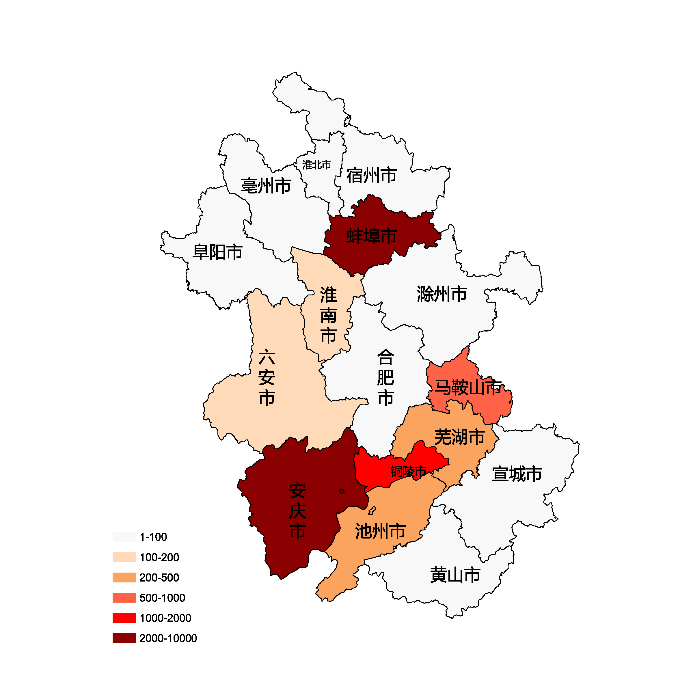 淮北市
宿州市
亳州市
蚌埠市
阜阳市
滁州市
淮南市
六安市
合肥市
马鞍山市
芜湖市
铜陵市
宣城市
安庆市
池州市
黄山市
1-100
100-200
200-500
500-1000
1000-2000
2000-10000